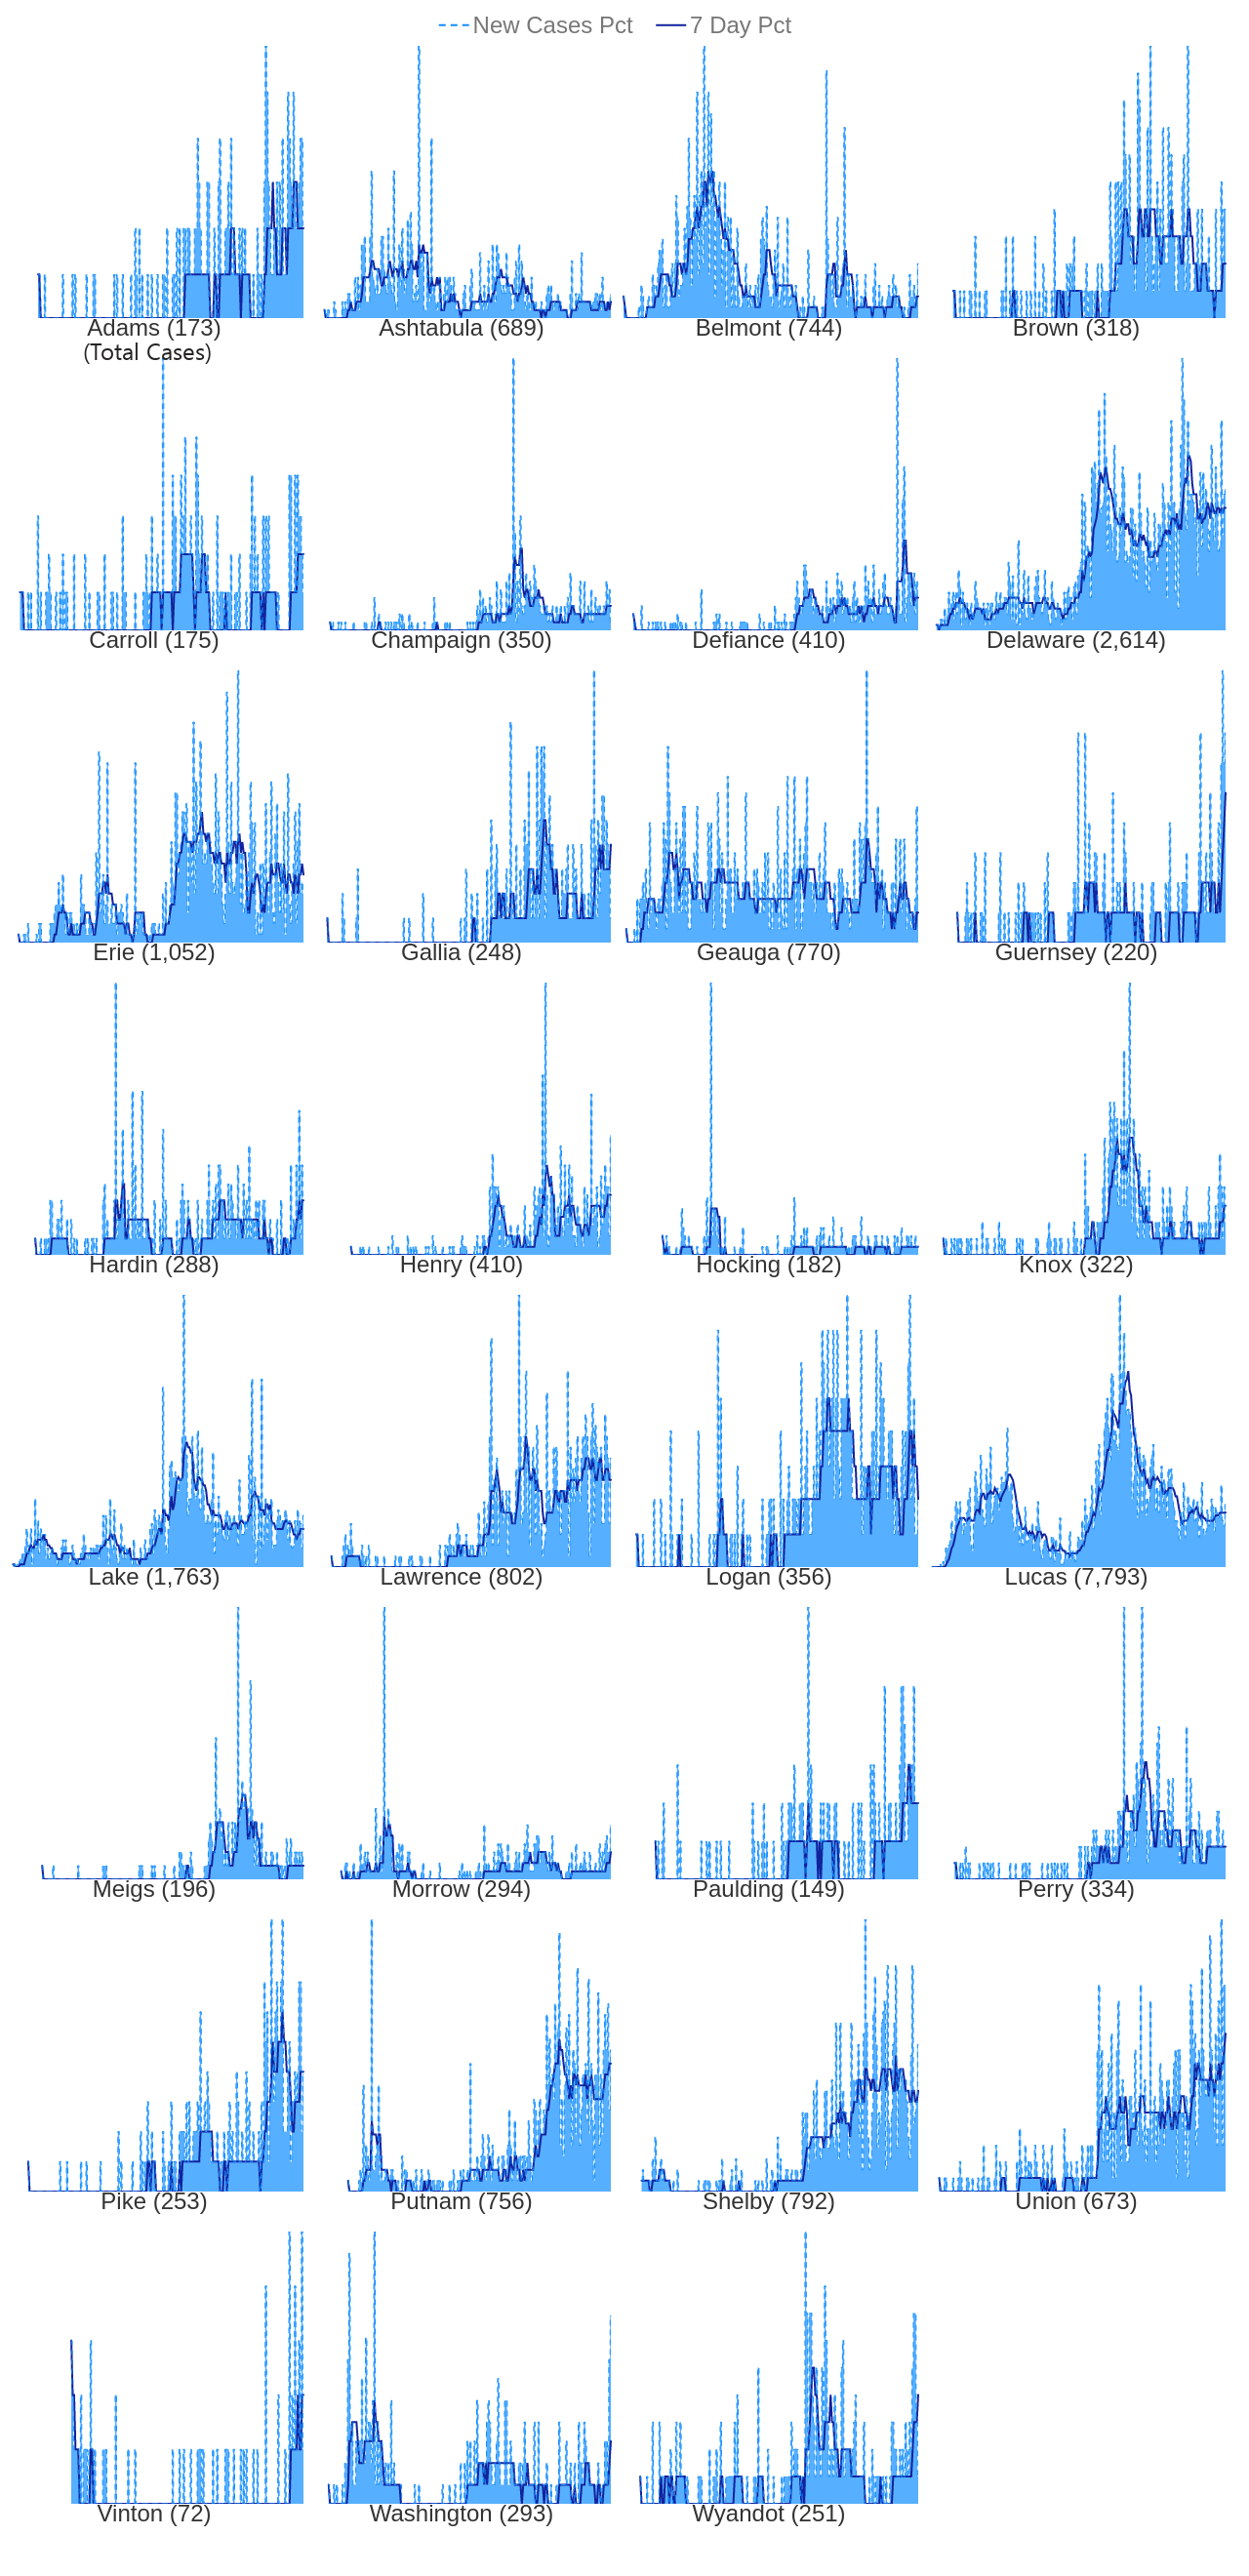 New Cases Pct 7 Day Pct
Adams (173) Ashtabula (689) Belmont (744) Brown (318)
(Total Cases)
Carroll (175) Champaign (350) Defiance (410) Delaware (2,614)
Erie (1,052) Gallia (248) Geauga (770) Guernsey (220)
Hardin (288) Henry (410) Hocking (182) Knox (322)
Lake (1,763) Lawrence (802) Logan (356) Lucas (7,793)
Meigs (196) Morrow (294) Paulding (149) Perry (334)
Pike (253) Putnam (756) Shelby (792) Union (673)
Vinton (72) Washington (293) Wyandot (251)